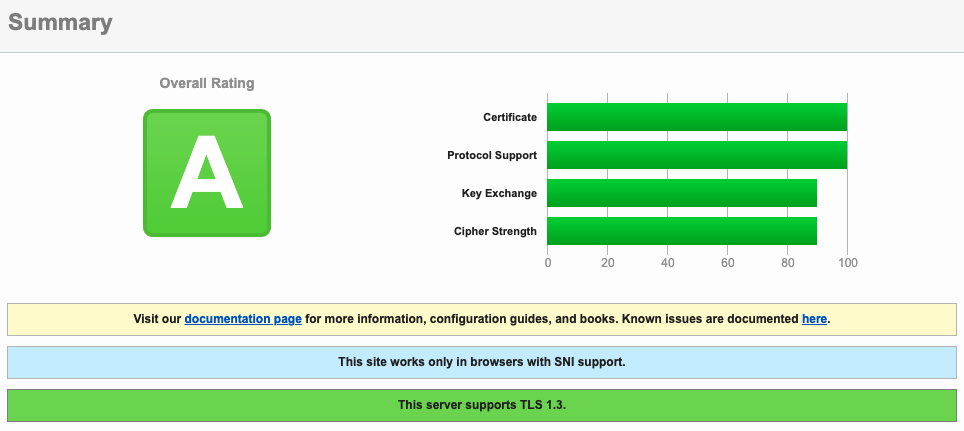 Summary
Overall Rating
A
Certificate
Protocol Support
Key Exchange
Cipher Strength
0 20 40 60 80 100
Visit our documentation page for more information, configuration guides, and books. Known issues are documented here.
This site works only in browsers with SNI support.
This server supports TLS 1.3.